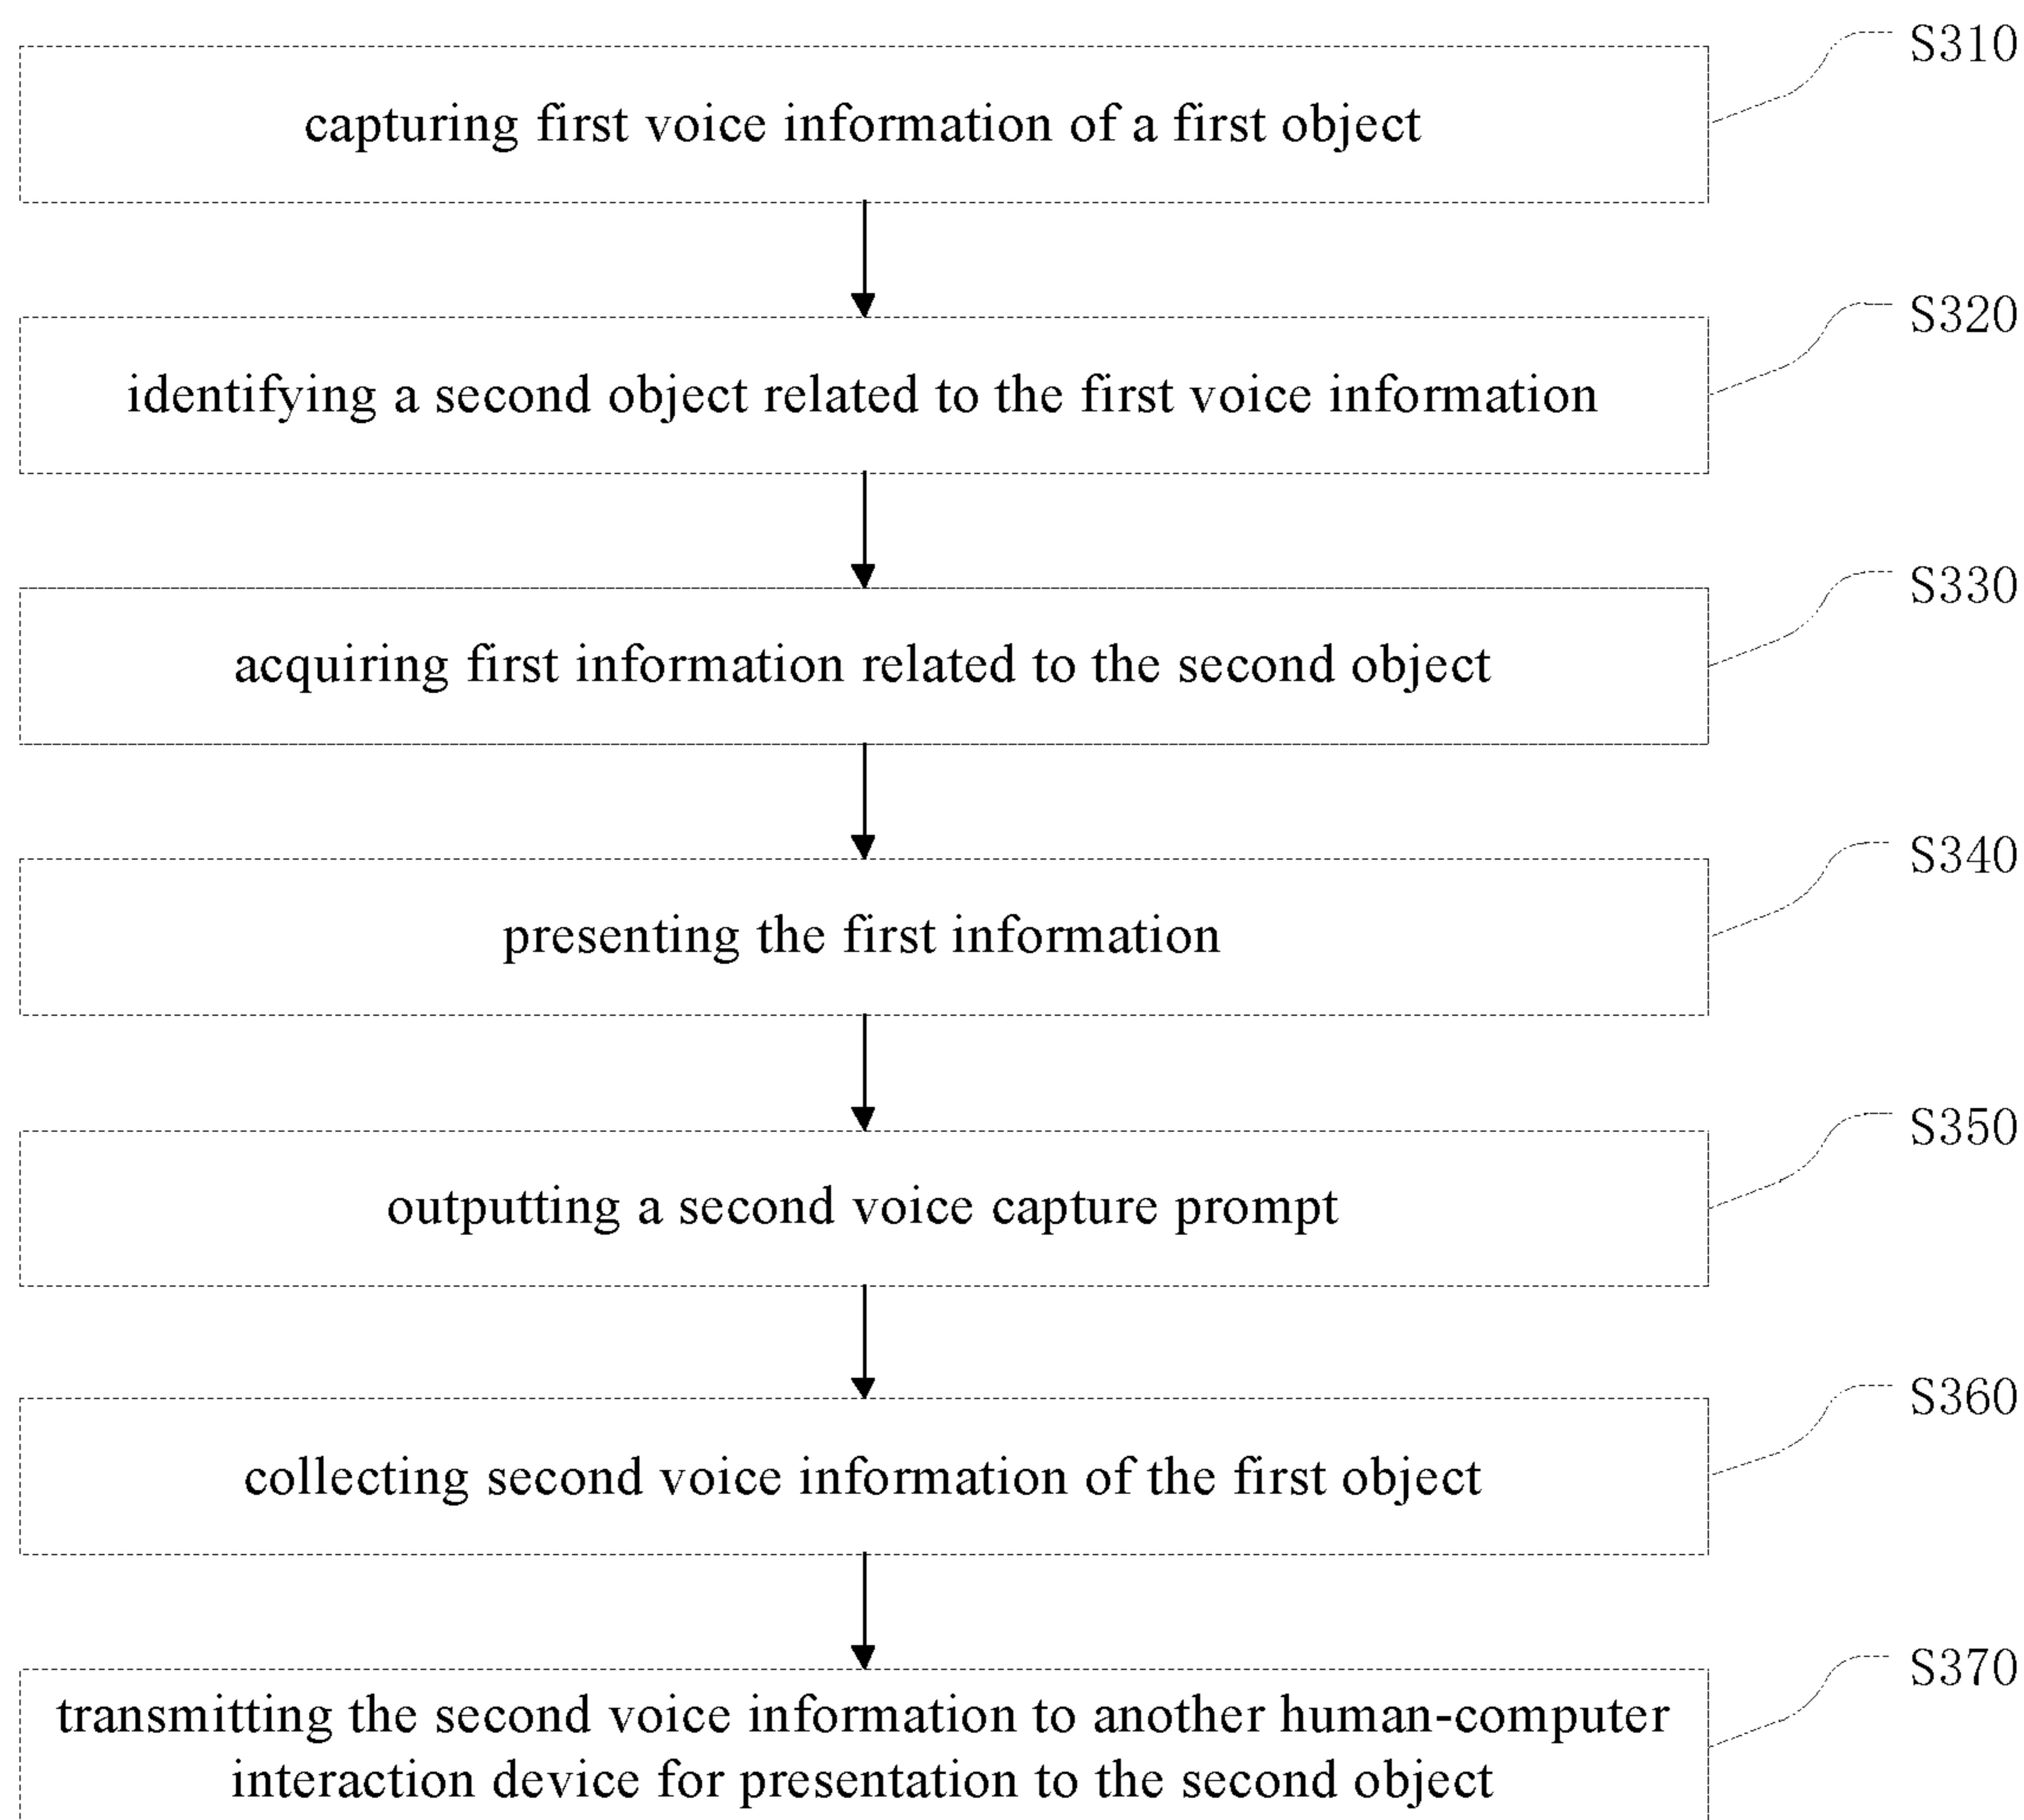 S310
capturing first voice information of a first object
S320
identifying a second object related to the first voice information
S330
acquiring first information related to the second object
S340
presenting the first information
S350
outputting a second voice capture prompt
S360
collecting second voice information of the first object
S370
transmitting the second voice information to another human-computer
interaction device for presentation to the second object